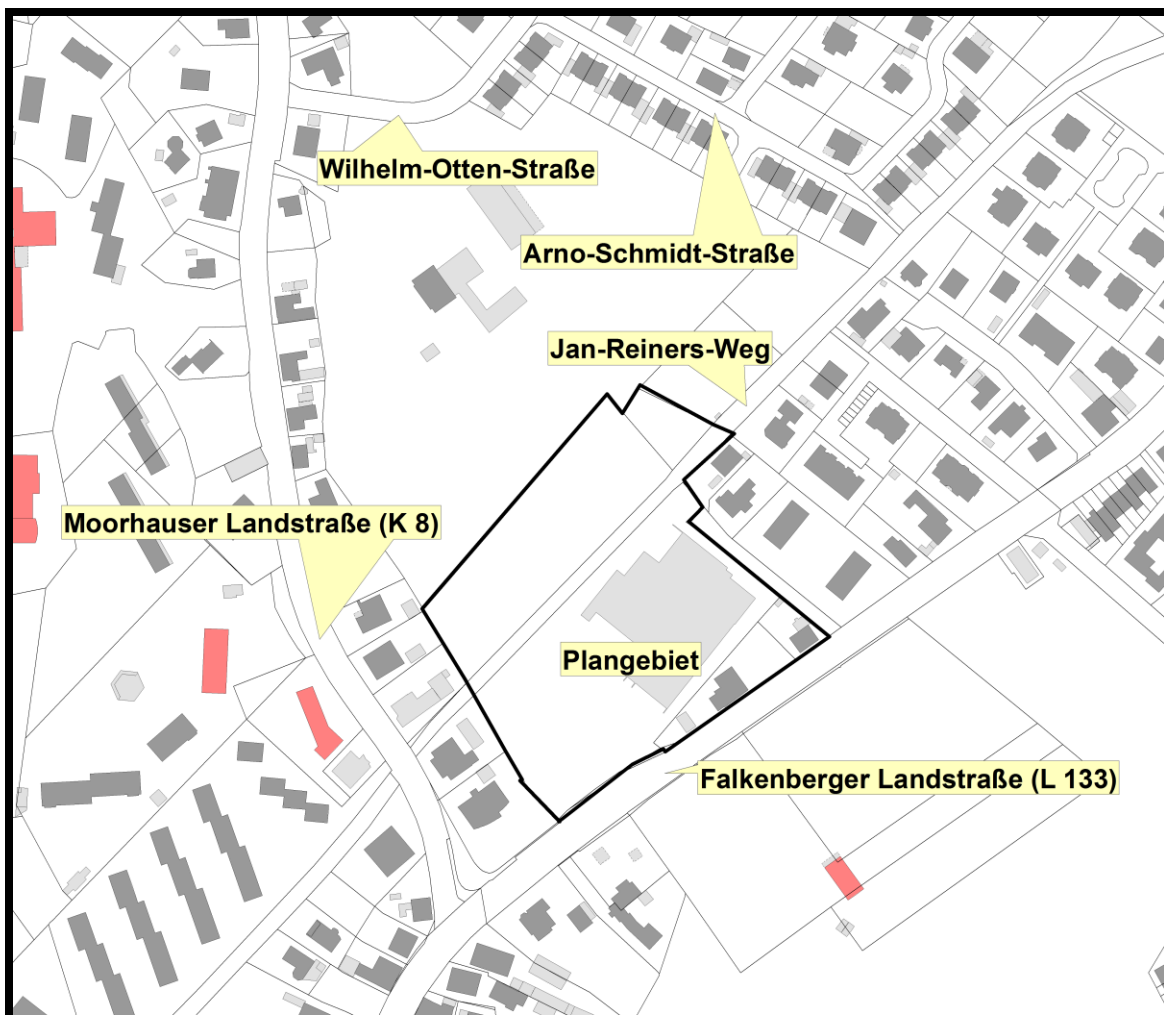 Wilhelm-Otten-Straße
Arno-Schmidt-Straße
Jan-Reiners-Weg
Moorhauser Landstraße (K 8)
Plangebiet
Falkenberger Landstraße (L 133)